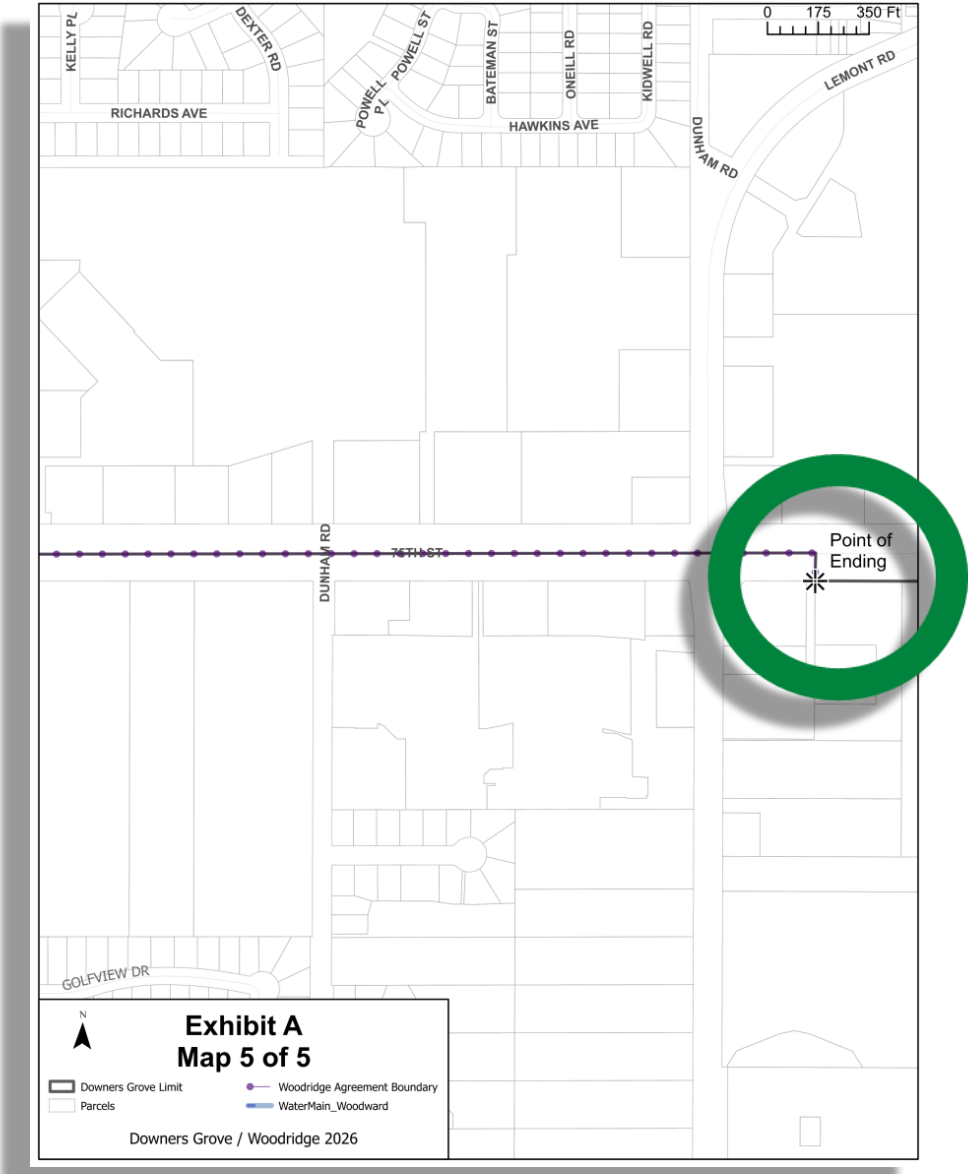 0 175 350 Ft
KELLY PL
DEXTER RD
POWELL ST
BATEMAN ST
ONEILL RD
KIDWELL RD
LEMONT RD
RICHARDS AVE
POWELL
PL
HAWKINS AVE
DUNHAM RD
DUNHAM RD
75TH ST
Point of
Ending
GOLFVIEW DR
N
Exhibit A
Map 5 of 5
Downers Grove Limit
Woodridge Agreement Boundary
Parcels
WaterMain_Woodward
Downers Grove / Woodridge 2026